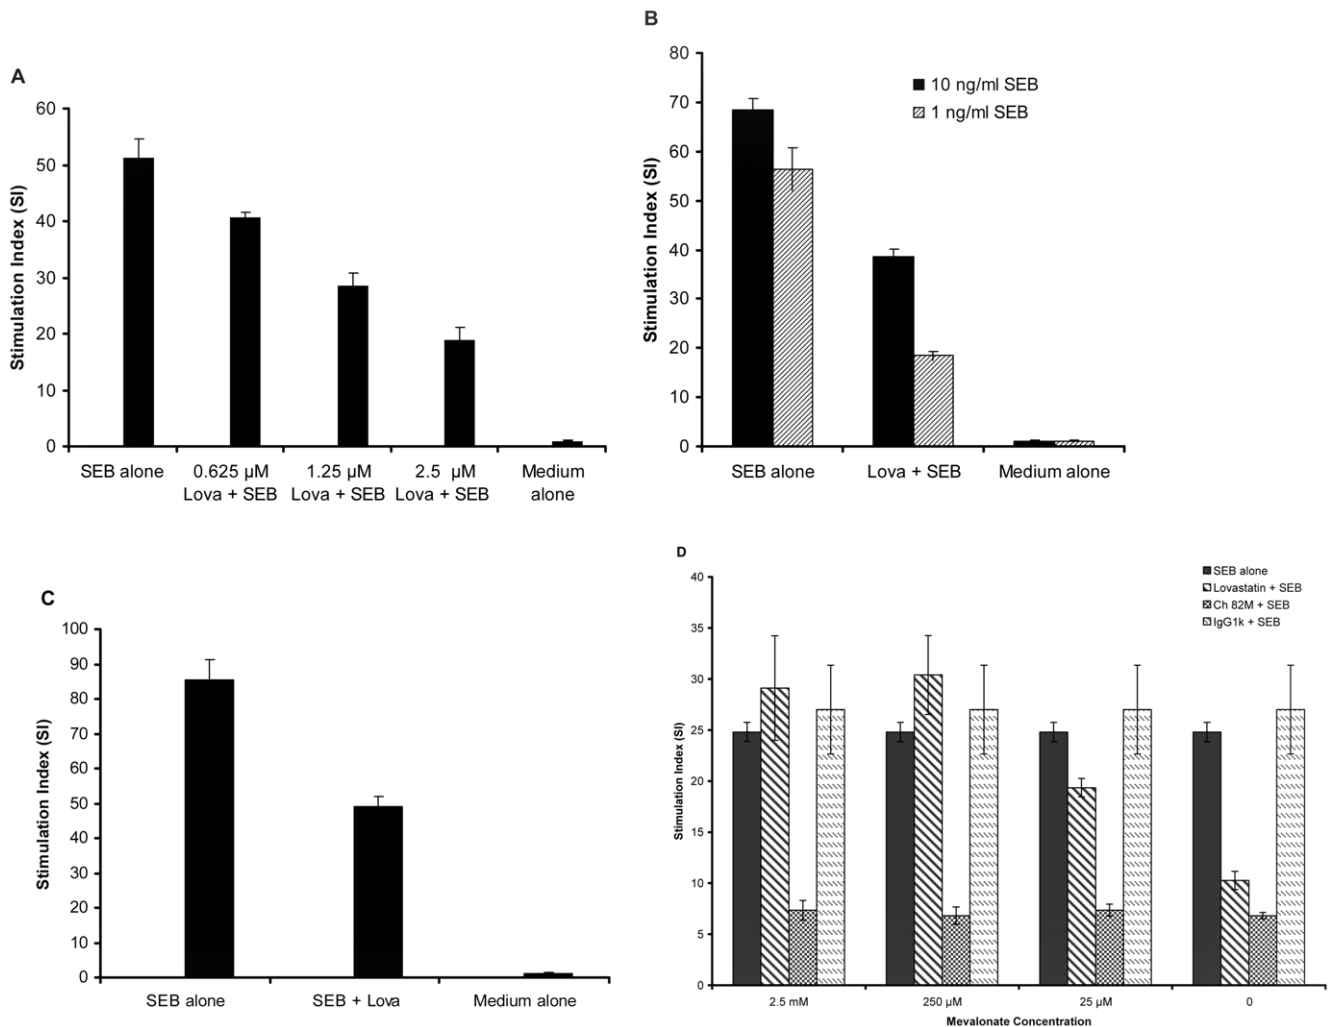 A
Stimulation Index (SI)
60
50
40
30
20
10
0
SEB alone
0.625 µM
Lova + SEB
1.25 µM
Lova + SEB
2.5 µM
Lova + SEB
Medium
alone
B
Stimulation Index (SI)
80
70
60
50
40
30
20
10
0
10 ng/ml SEB
1 ng/ml SEB
SEB alone
Lova + SEB
Medium alone
C
Stimulation Index (SI)
100
90
80
70
60
50
40
30
20
10
0
SEB alone
SEB + Lova
Medium alone
D
Stimulation Index (SI)
40
35
30
25
20
15
10
5
0
SEB alone
Lovastatin + SEB
Ch 82M + SEB
IgG1k + SEB
2.5 mM
250 µM
25 µM
0
Mevalonate Concentration